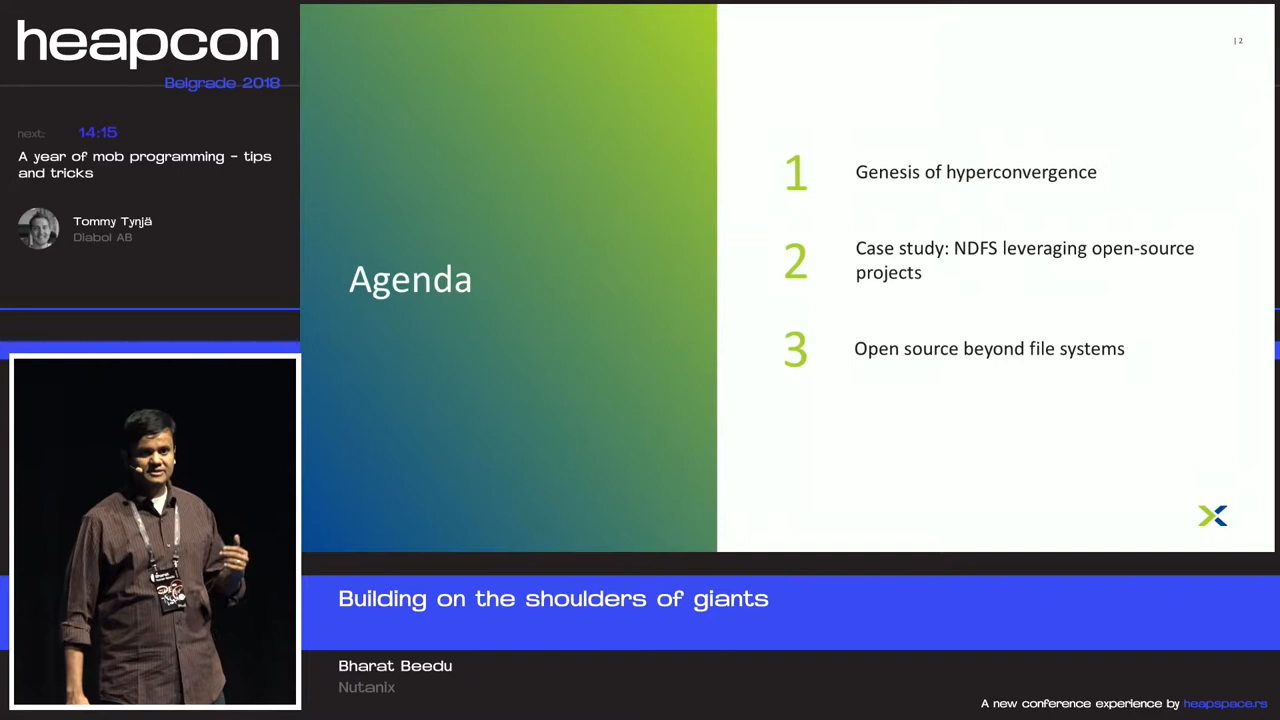 heapcon
Belgrade 2018
next: 14:15
A year of mob programming - tips
and tricks
Tommy Tynjä
Diabol AB
| 2
Agenda
1 Genesis of hyperconvergence
2 Case study: NDFS leveraging open-source
projects
3 Open source beyond file systems
Building on the shoulders of giants
Bharat Beedu
Nutanix
A new conference experience by heapspace.rs